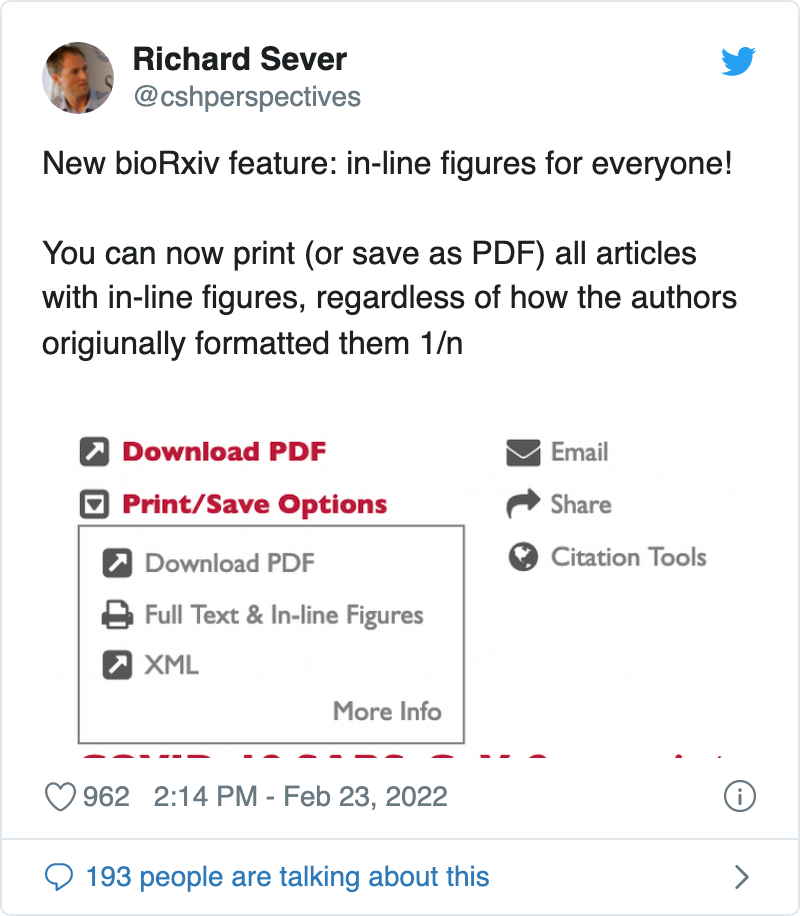 Richard Sever
@cshperspectives
New bioRxiv feature: in-line figures for everyone!
You can now print (or save as PDF) all articles
with in-line figures, regardless of how the authors
origiunally formatted them 1/n
Download PDF
Email
Print/Save Options
Share
Download PDF
Citation Tools
Full Text & In-line Figures
XML
More Info
962 2:14 PM - Feb 23, 2022
193 people are talking about this